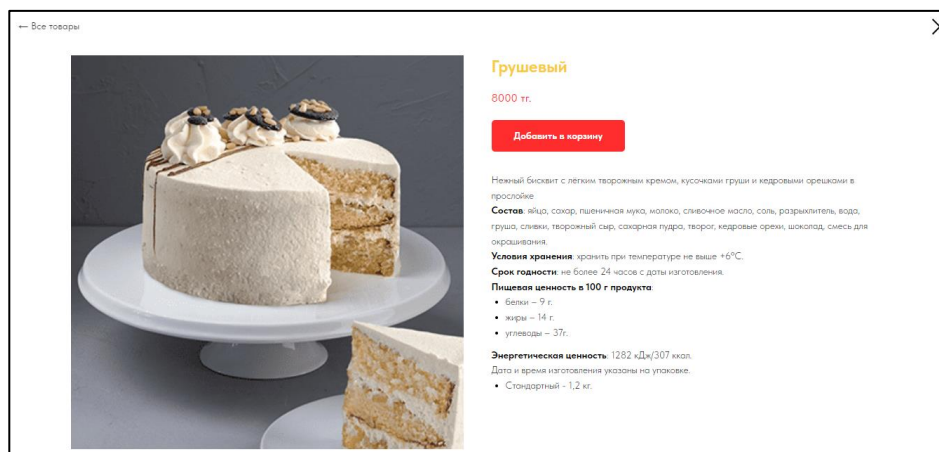 ← Все товары
Грушевый
8000 тг.
Добавить в корзину
Нежный бисквит с лёгким творожным кремом, кусочками груши и кедровыми орешками в
прослойке
Состав: яйца, сахар, пшеничная мука, молоко, сливочное масло, соль, разрыхлитель, вода,
груша, сливки, творожный сыр, сахарная пудра, творог, кедровые орехи, шоколад, смесь для
окрашивания.
Условия хранения: хранить при температуре не выше +6°С.
Срок годности: не более 24 часов с даты изготовления.
Пищевая ценность в 100 г продукта:
• белки – 9 г.
• жиры – 14 г.
• углеводы – 37г.
Энергетическая ценность: 1282 кДж/307 ккал.
Дата и время изготовления указаны на упаковке.
• Стандартный - 1,2 кг.